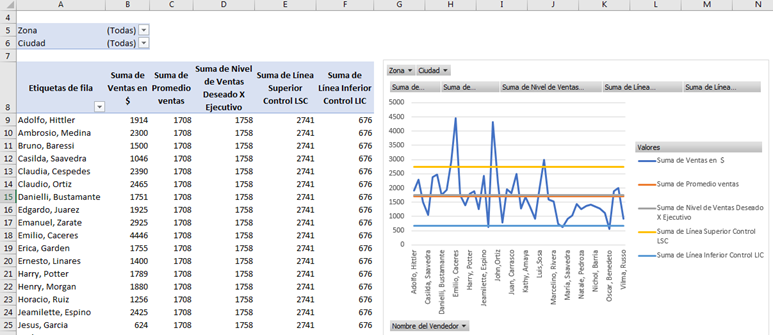 A B C D E F G H I J K L M N
4
5 Zona (Todas)
6 Ciudad (Todas)
7
8 Etiquetas de fila Suma de Ventas en $ Suma de Promedio ventas Suma de Nivel de Ventas Deseado X Ejecutivo Suma de Línea Superior Control LSC Suma de Línea Inferior Control LIC
9 Adolfo, Hittler 1914 1708 1758 2741 676
10 Ambrosio, Medina 2300 1708 1758 2741 676
11 Bruno, Baressi 1500 1708 1758 2741 676
12 Casilda, Saavedra 1046 1708 1758 2741 676
13 Claudia, Cespedes 2390 1708 1758 2741 676
14 Claudio, Ortiz 2465 1708 1758 2741 676
15 Danielli, Bustamante 1751 1708 1758 2741 676
16 Edgardo, Juarez 1925 1708 1758 2741 676
17 Emanuel, Zarate 2925 1708 1758 2741 676
18 Emilio, Caceres 4446 1708 1758 2741 676
19 Erica, Garden 1755 1708 1758 2741 676
20 Ernesto, Linares 1400 1708 1758 2741 676
21 Harry, Potter 1789 1708 1758 2741 676
22 Henry, Morgan 1880 1708 1758 2741 676
23 Horacio, Ruiz 1256 1708 1758 2741 676
24 Jeamilette, Espino 2425 1708 1758 2741 676
25 Jesus, Garcia 624 1708 1758 2741 676
Zona Ciudad
Suma de... Suma de... Suma de Nivel de Ventas... Suma de Línea... Suma de Línea...
5000
4500
4000
3500
3000
2500
2000
1500
1000
500
0
Adolfo, Hittler
Casilda, Saavedra
Danielli, Bustamante
Emilio, Caceres
Harry, Potter
Jeamilette, Espino
John,Ortiz
Juan, Carrasco
Kathy, Amaya
Luis,Sosa
Marcelino, Rivera
María, Saavedra
Natale, Pedroza
Nichol, Barria
Oscar, Benedeto
Vilma, Russo
Valores
Suma de Ventas en $
Suma de Promedio ventas
Suma de Nivel de Ventas Deseado
X Ejecutivo
Suma de Línea Superior Control
LSC
Suma de Línea Inferior Control LIC
Nombre del Vendedor